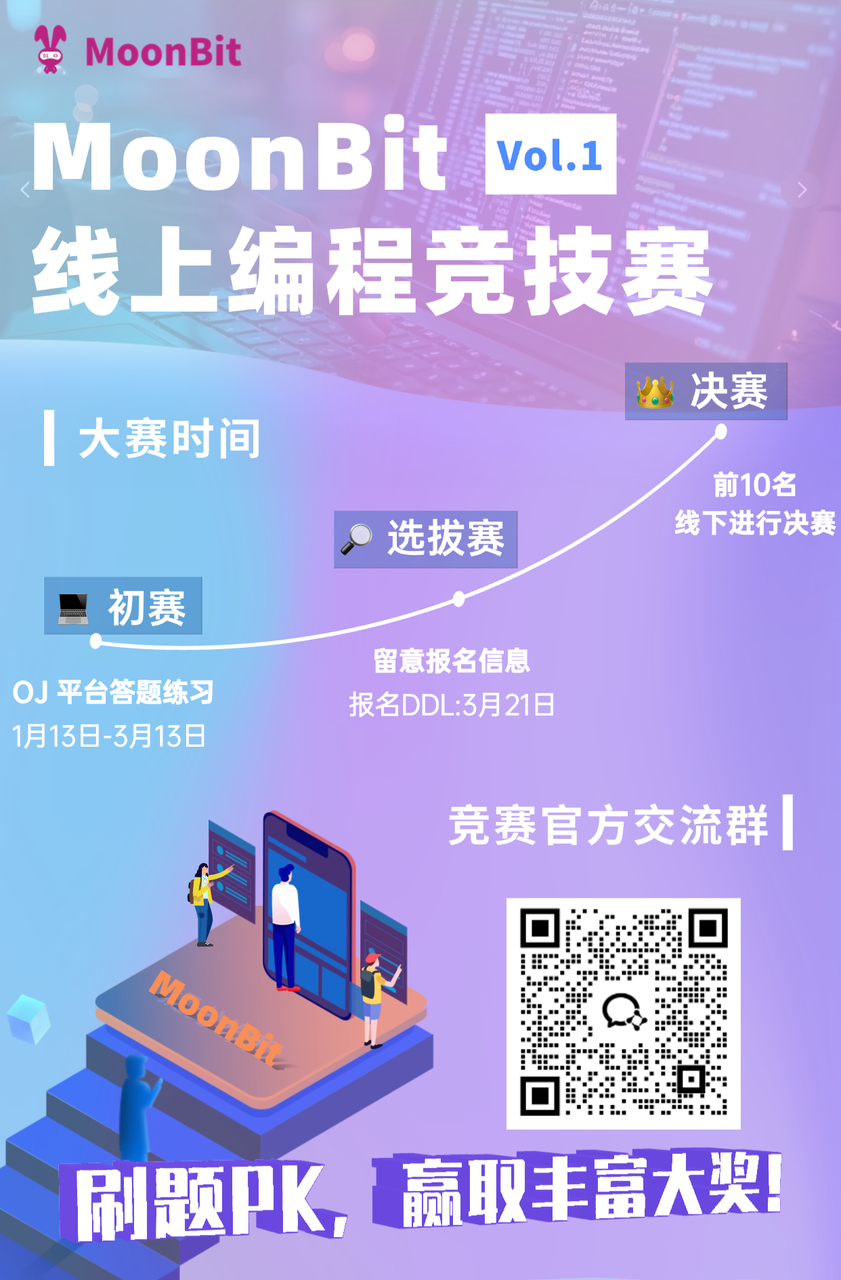 MoonBit
MoonBit Vol.1
线上编程竞技赛
大赛时间
决赛
前10名
线下进行决赛
选拔赛
留意报名信息
报名DDL:3月21日
初赛
OJ 平台答题练习
1月13日-3月13日
竞赛官方交流群
MoonBit
刷题PK, 赢取丰富大奖!